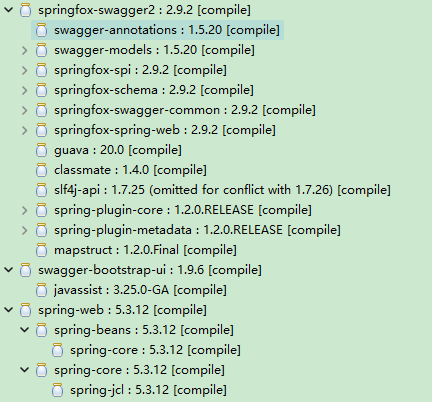 springfox-swagger2 : 2.9.2 [compile]
swagger-annotations : 1.5.20 [compile]
swagger-models : 1.5.20 [compile]
springfox-spi : 2.9.2 [compile]
springfox-schema : 2.9.2 [compile]
springfox-swagger-common : 2.9.2 [compile]
springfox-spring-web : 2.9.2 [compile]
guava : 20.0 [compile]
classmate : 1.4.0 [compile]
slf4j-api : 1.7.25 (omitted for conflict with 1.7.26) [compile]
spring-plugin-core : 1.2.0.RELEASE [compile]
spring-plugin-metadata : 1.2.0.RELEASE [compile]
mapstruct : 1.2.0.Final [compile]
swagger-bootstrap-ui : 1.9.6 [compile]
javassist : 3.25.0-GA [compile]
spring-web : 5.3.12 [compile]
spring-beans : 5.3.12 [compile]
spring-core : 5.3.12 [compile]
spring-core : 5.3.12 [compile]
spring-jcl : 5.3.12 [compile]